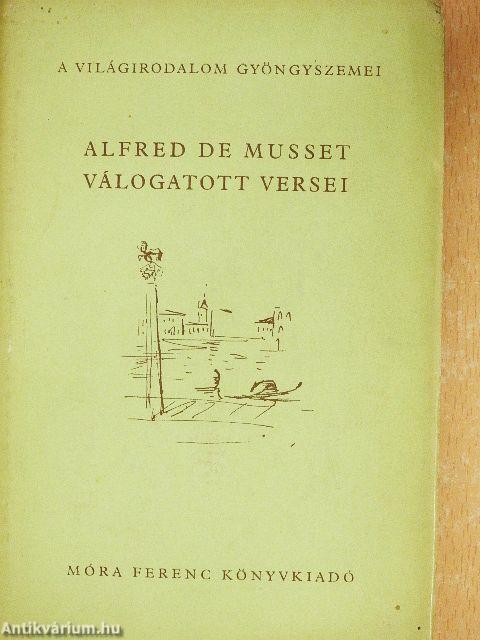 A VILÁGIRODALOM GYÖNGYSZEMEI
ALFRED DE MUSSET
VÁLOGATOTT VERSEI
MÓRA FERENC KÖNYVKIADÓ
Antikvárium.hu